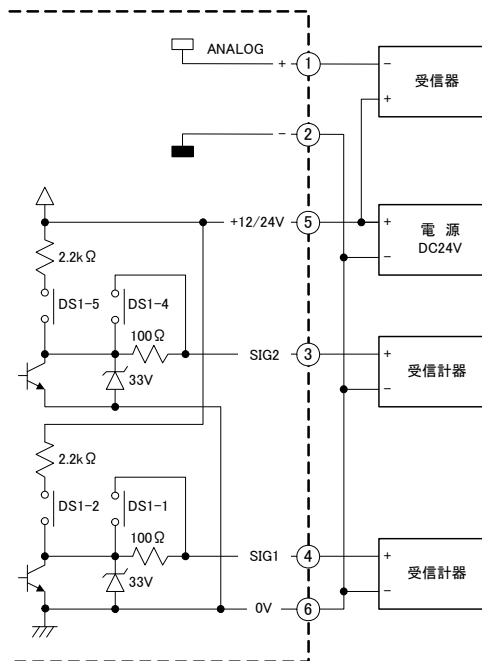 ANALOG
+
+
1
−
受信器
+
−
2
+12/24V
5
+
電 源
DC24V
−
2.2kΩ
DS1-5
DS1-4
100Ω
SIG2
3
+
受信計器
−
33V
2.2kΩ
DS1-2
DS1-1
100Ω
SIG1
4
+
受信計器
−
33V
0V
6